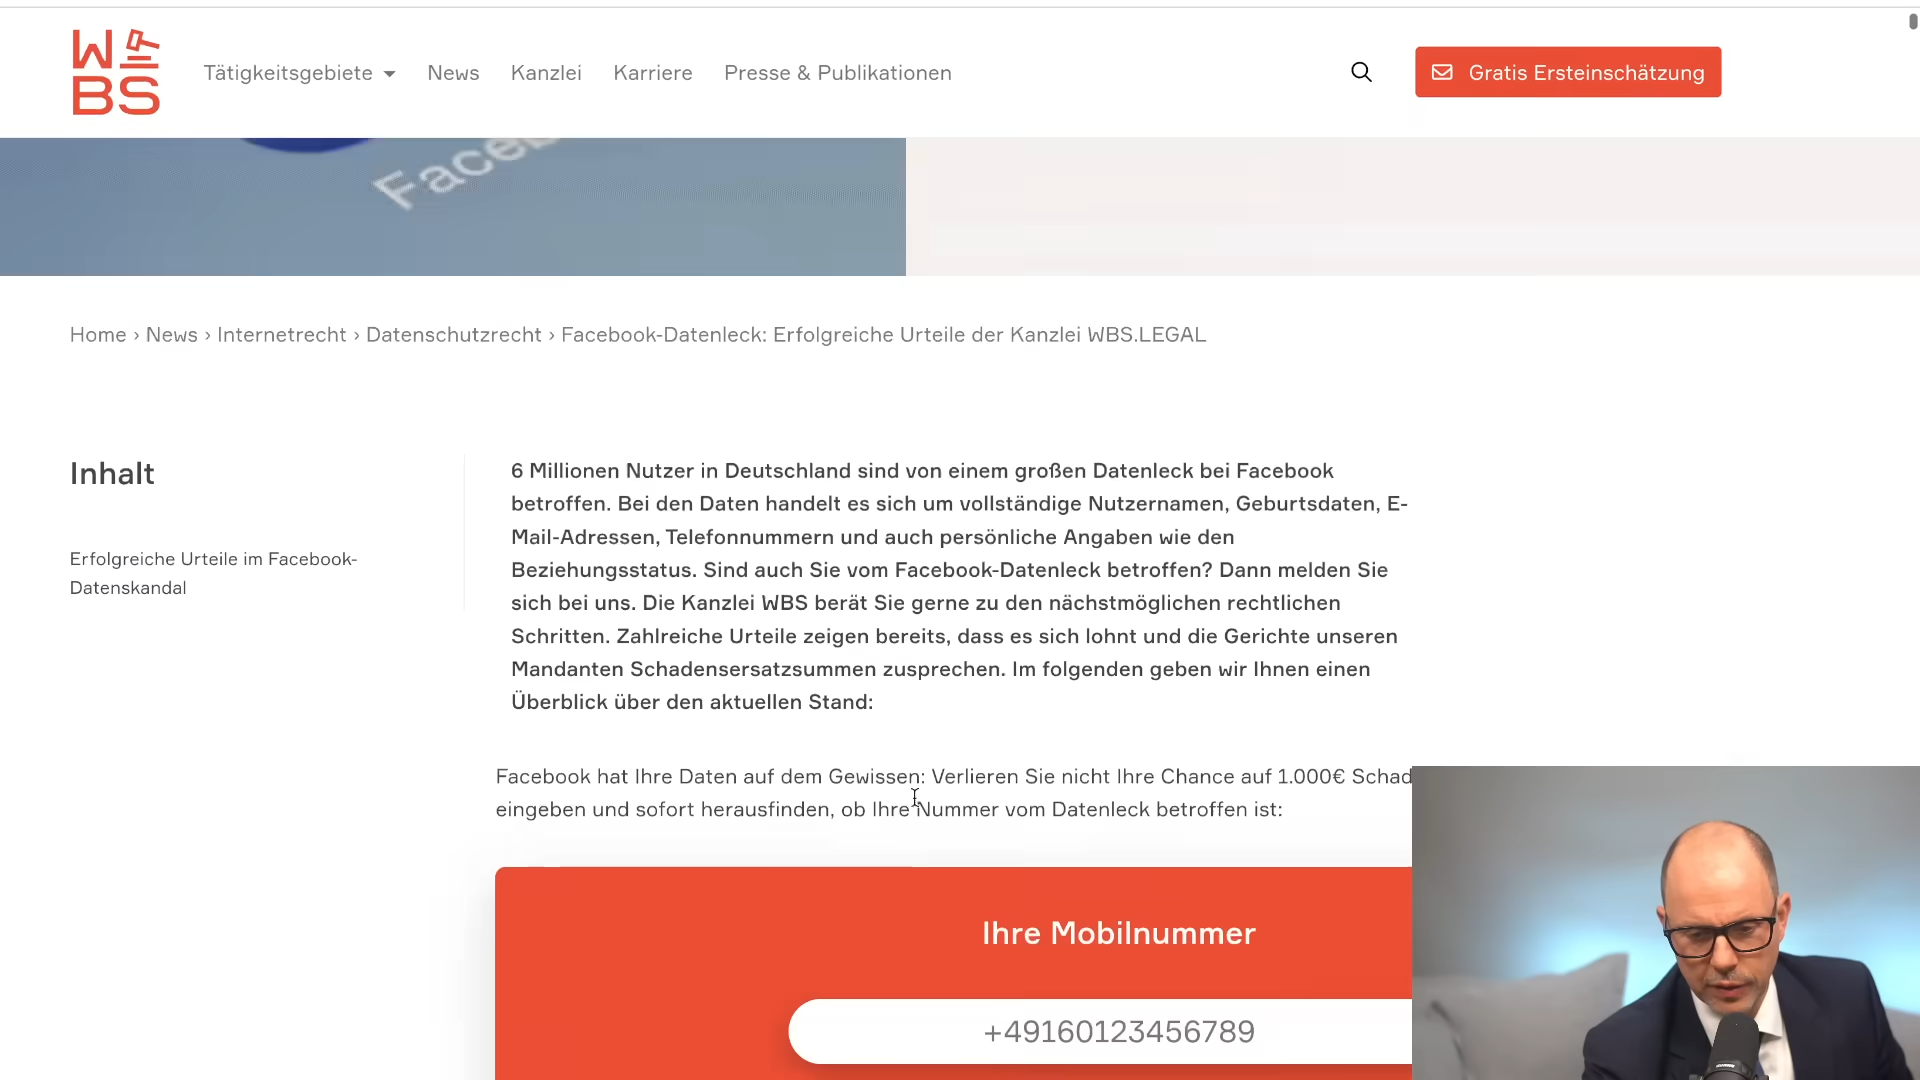 WBS
Tätigkeitsgebiete
News
Kanzlei
Karriere
Presse & Publikationen
Gratis Ersteinschätzung
Home › News › Internetrecht › Datenschutzrecht › Facebook-Datenleck: Erfolgreiche Urteile der Kanzlei WBS.LEGAL
Inhalt
Erfolgreiche Urteile im Facebook-
Datenskandal
6 Millionen Nutzer in Deutschland sind von einem großen Datenleck bei Facebook
betroffen. Bei den Daten handelt es sich um vollständige Nutzernamen, Geburtsdaten, E-
Mail-Adressen, Telefonnummern und auch persönliche Angaben wie den
Beziehungsstatus. Sind auch Sie vom Facebook-Datenleck betroffen? Dann melden Sie
sich bei uns. Die Kanzlei WBS berät Sie gerne zu den nächstmöglichen rechtlichen
Schritten. Zahlreiche Urteile zeigen bereits, dass es sich lohnt und die Gerichte unseren
Mandanten Schadensersatzsummen zusprechen. Im folgenden geben wir Ihnen einen
Überblick über den aktuellen Stand:
Facebook hat Ihre Daten auf dem Gewissen: Verlieren Sie nicht Ihre Chance auf 1.000€ Schad
eingeben und sofort herausfinden, ob Ihre Nummer vom Datenleck betroffen ist:
Ihre Mobilnummer
+49160123456789